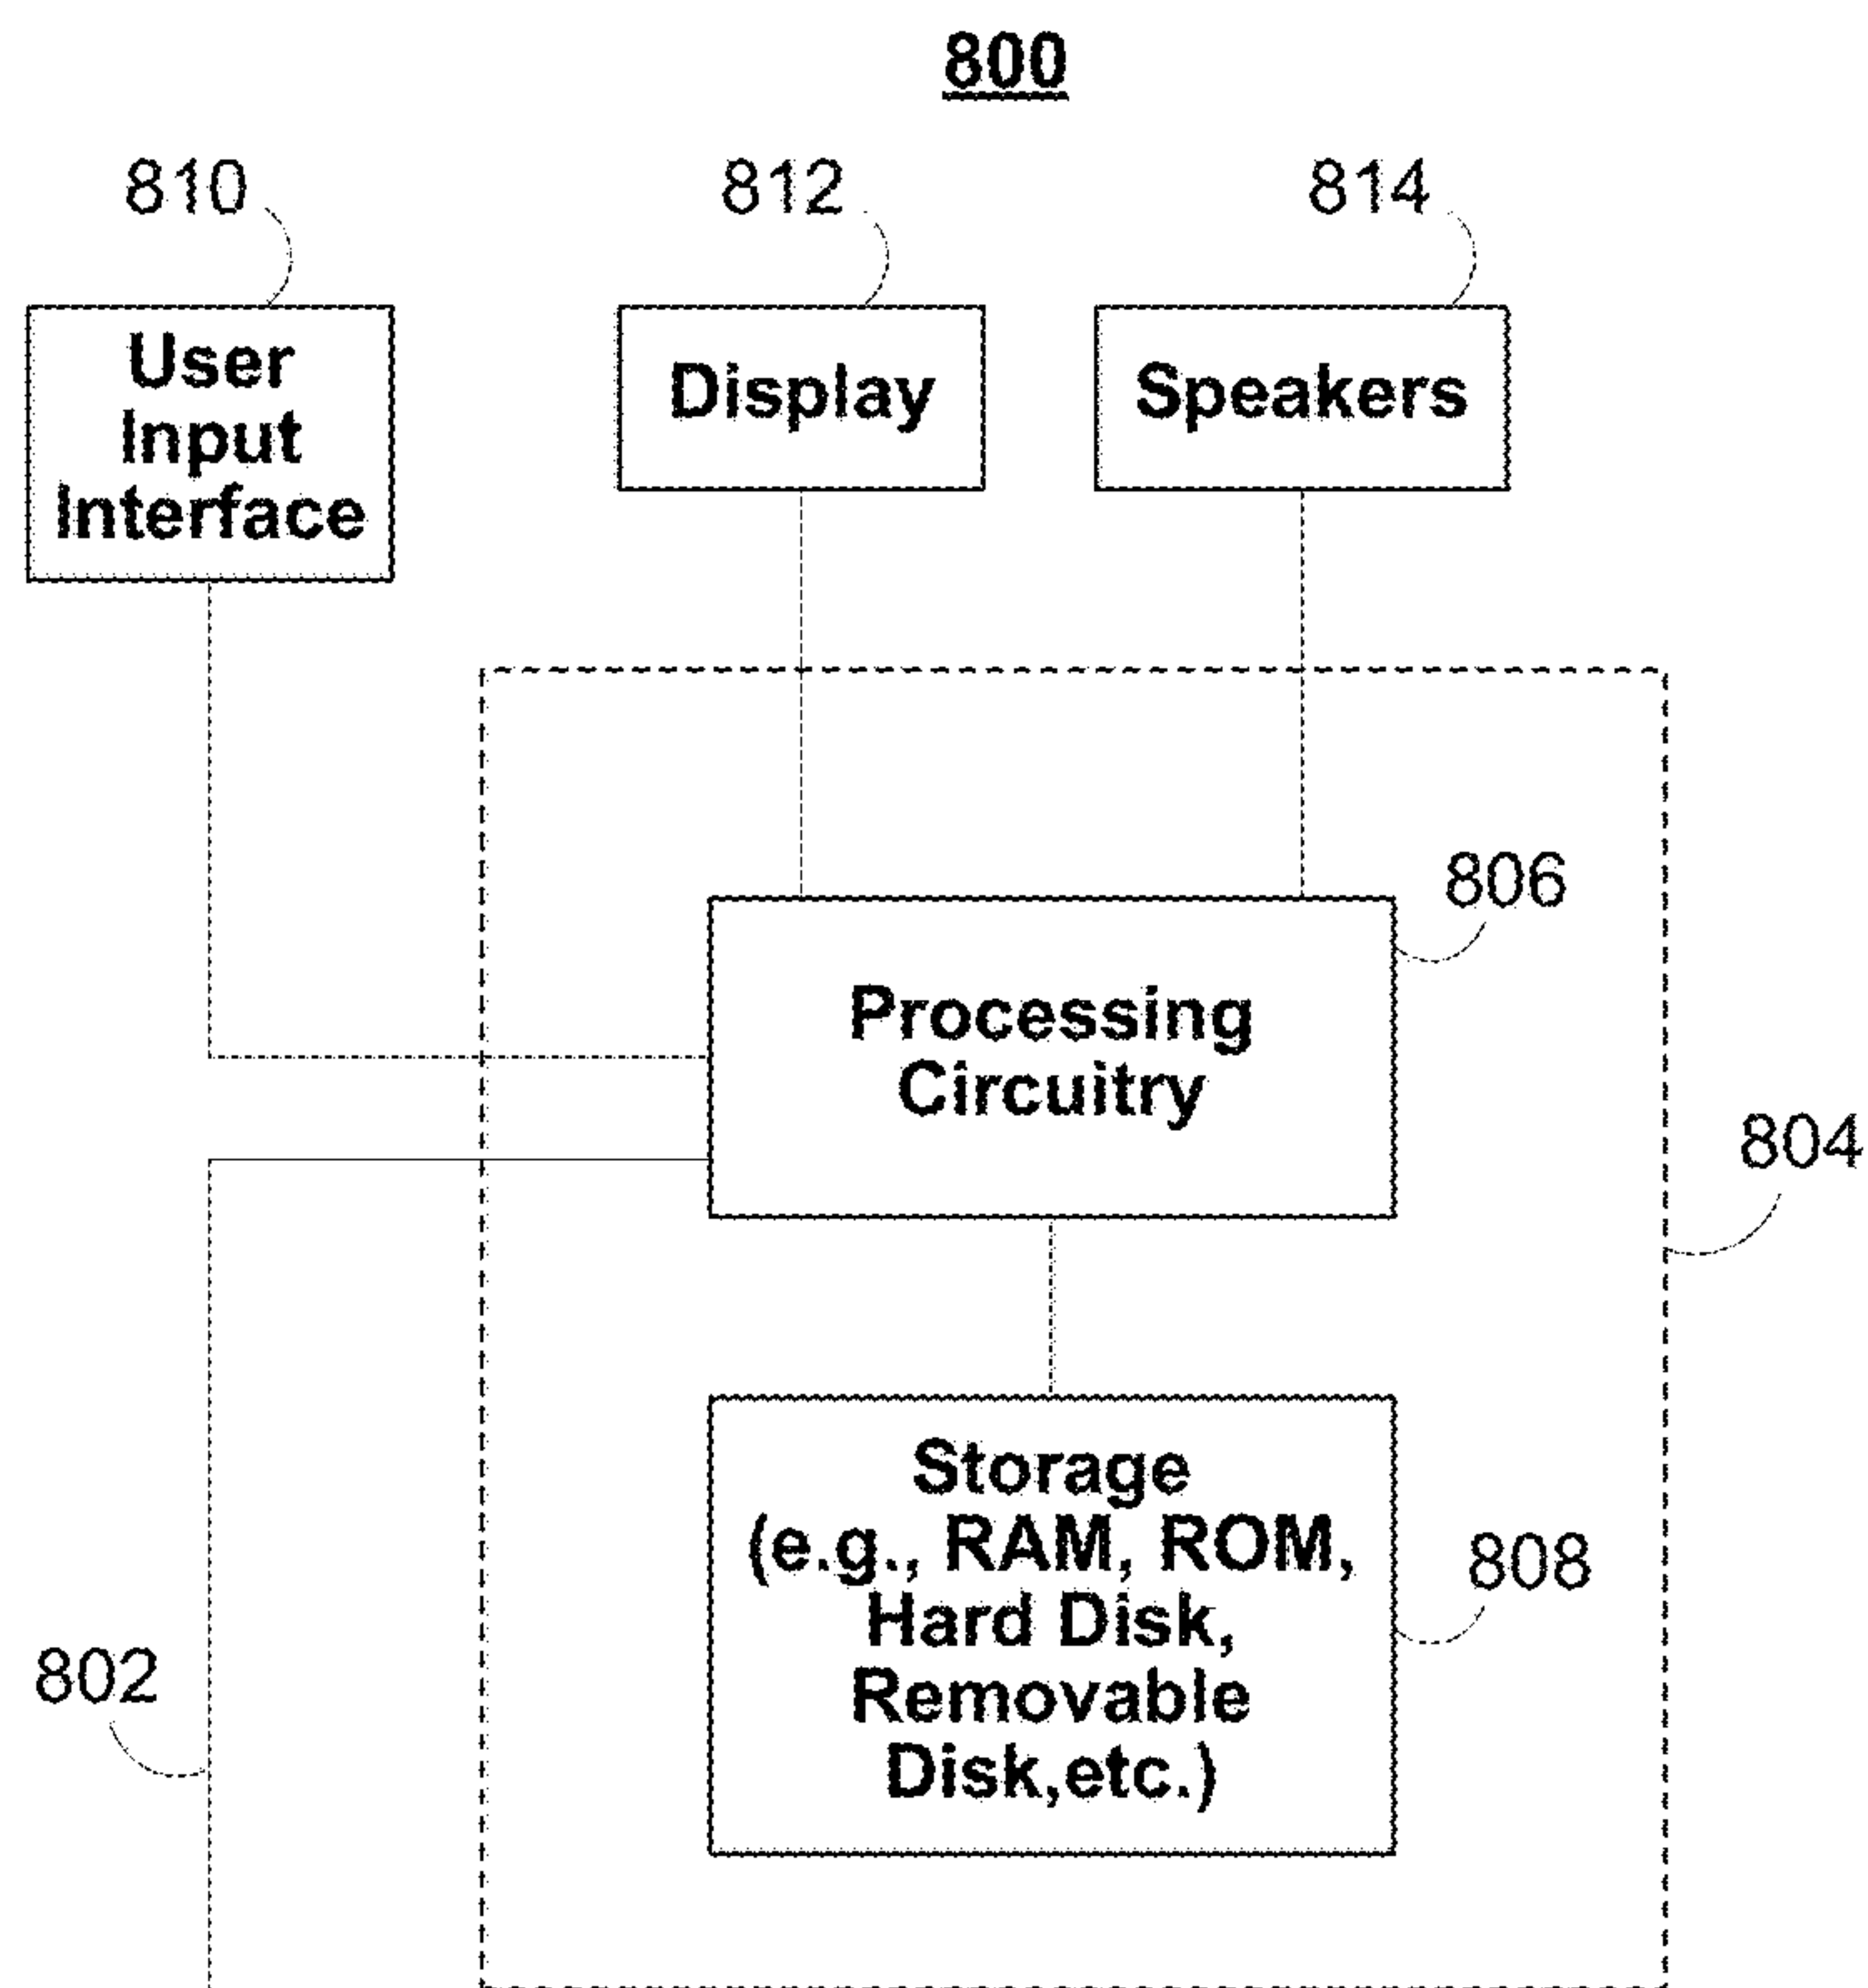 800
810
812
814
User
Input
Interface
Display
Speakers
806
Processing
Circuitry
804
Storage
(e.g., RAM, ROM,
Hard Disk,
Removable
Disk,etc.)
808
802